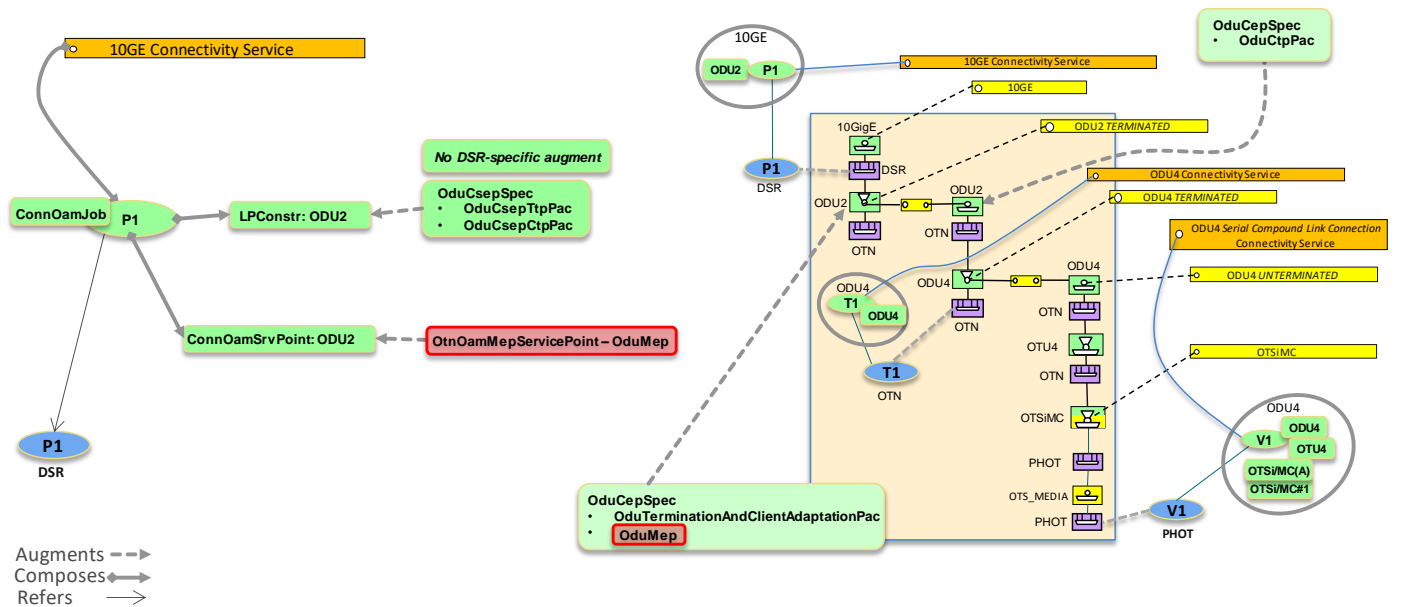 10GE Connectivity Service
ConnOamJob
P1
LPConstr: ODU2
No DSR-specific augment
OduCsepSpec
• OduCsepTtpPac
• OduCsepCtpPac
ConnOamSrvPoint: ODU2
OtnOamMepServicePoint – OduMep
P1
DSR
Augments
Composes
Refers
10GE
ODU2
P1
10GE Connectivity Service
10GE
OduCepSpec
• OduCtpPac
10GigE
P1
DSR
DSR
ODU2 TERMINATED
ODU2
ODU2
ODU4 Connectivity Service
ODU4 TERMINATED
OTN
OTN
ODU4 Serial Compound Link Connection
Connectivity Service
ODU4
ODU4
ODU4 UNTERMINATED
ODU4
T1
ODU4
OTN
OTN
OTU4
OTSiMC
T1
OTN
OTN
OTSiMC
ODU4
V1
ODU4
OTU4
OTSi/MC(A)
OTSi/MC#1
PHOT
OTS_MEDIA
PHOT
V1
PHOT
OduCepSpec
• OduTerminationAndClientAdaptationPac
• OduMep